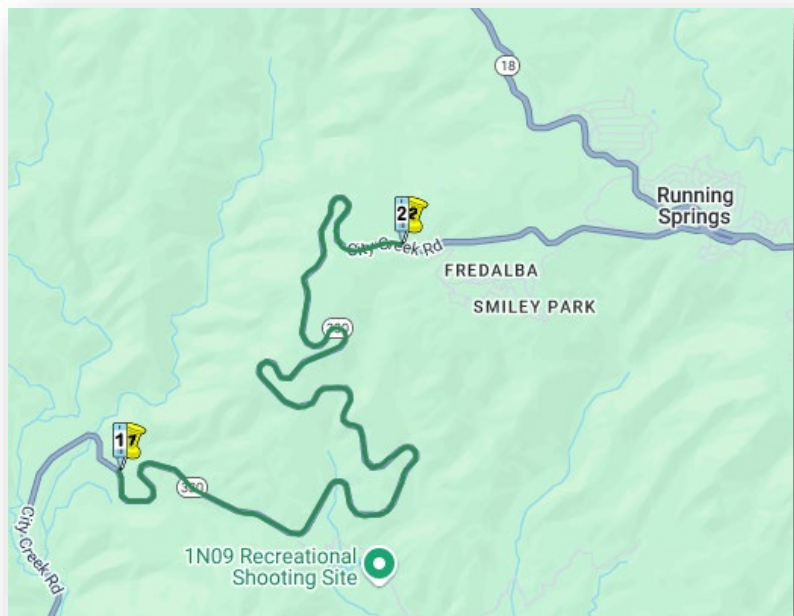 18
Running
Springs
2
City Creek Rd
FREDALBA
SMILEY PARK
330
1
330
City Creek Rd
1N09 Recreational
Shooting Site